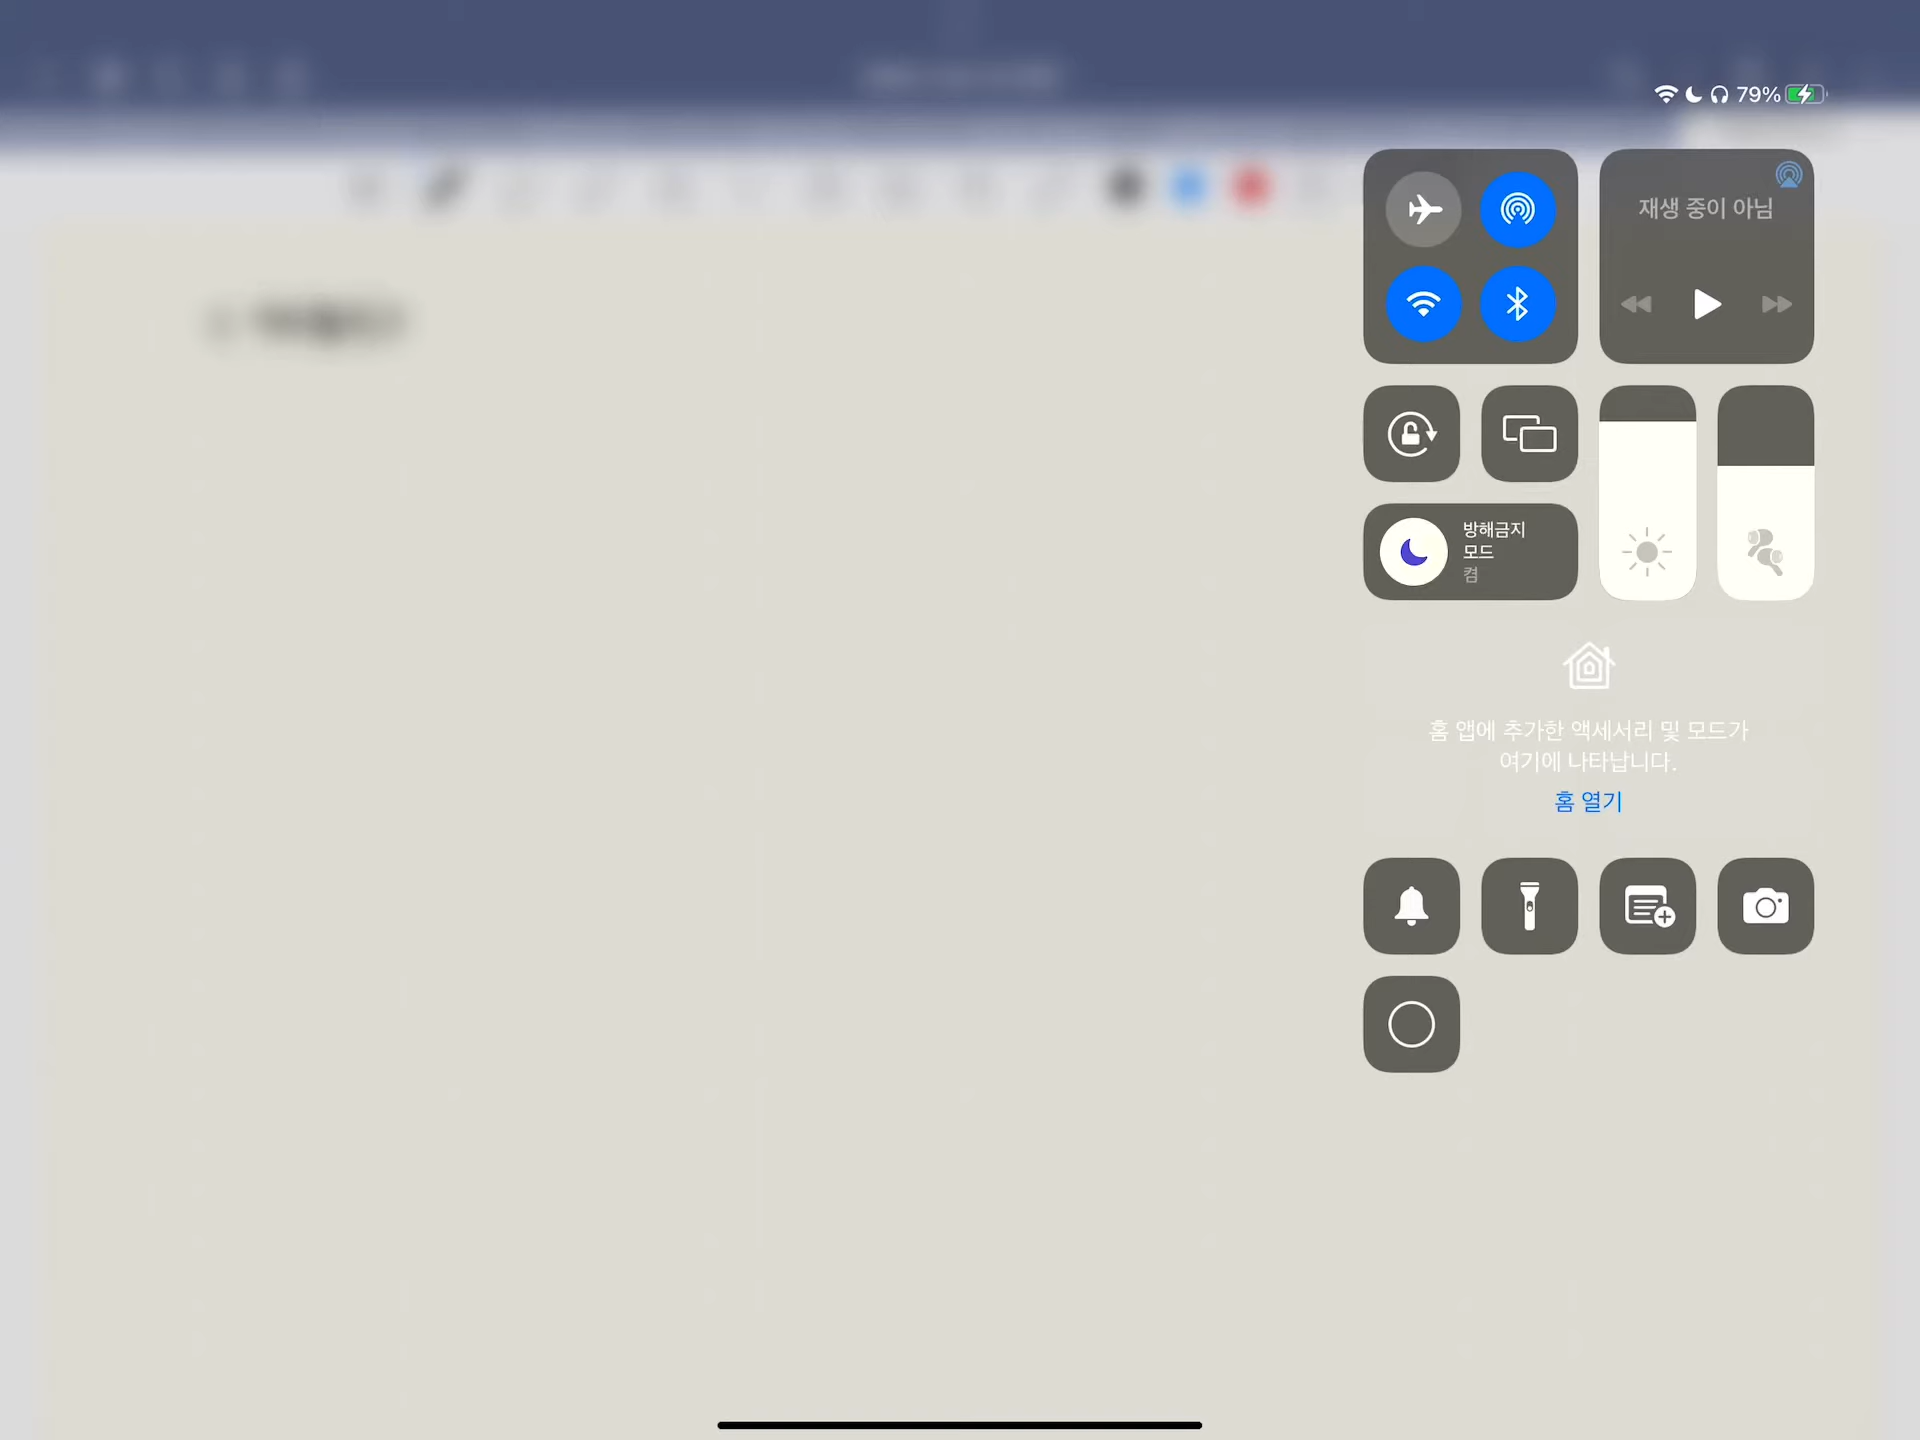 79%
재생 중이 아님
방해금지
모드
켬
홈 앱에 추가한 액세서리 및 모드가
여기에 나타납니다.
홈 열기